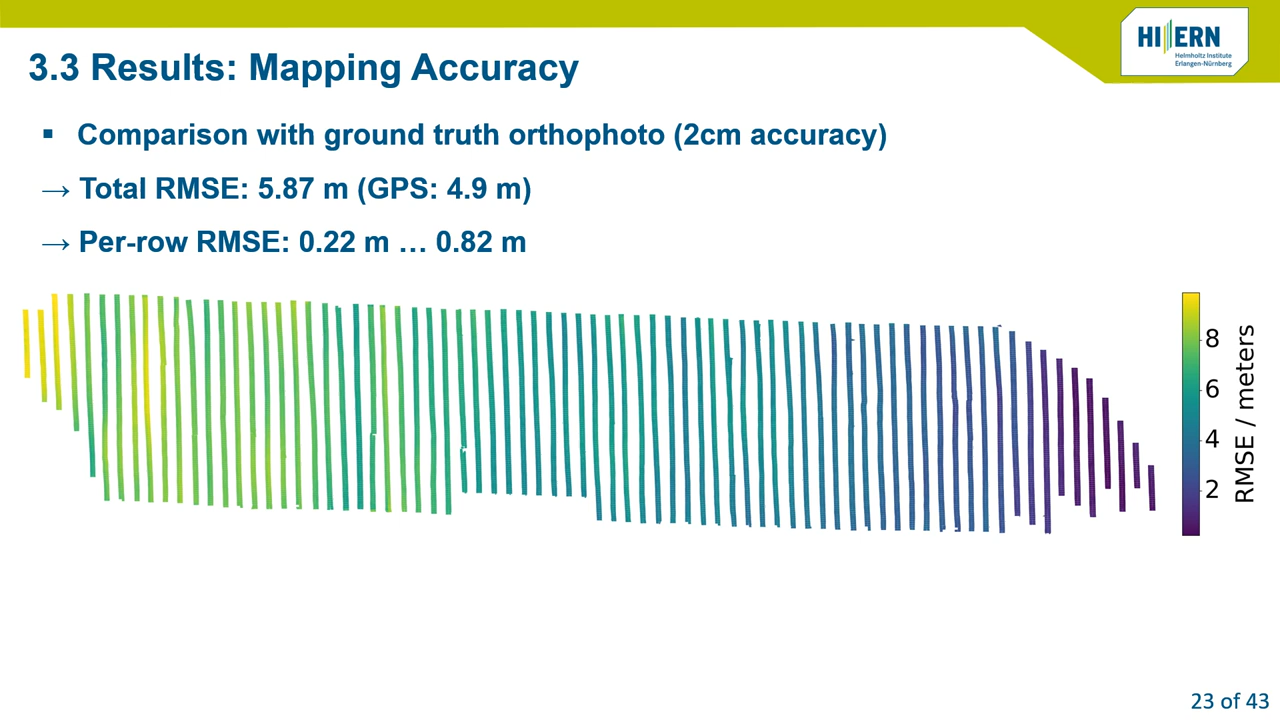 HI ERN
Helmholtz Institute
Erlangen-Nürnberg
3.3 Results: Mapping Accuracy
▪ Comparison with ground truth orthophoto (2cm accuracy)
→ Total RMSE: 5.87 m (GPS: 4.9 m)
→ Per-row RMSE: 0.22 m … 0.82 m
8
6
4
2
RMSE / meters
23 of 43